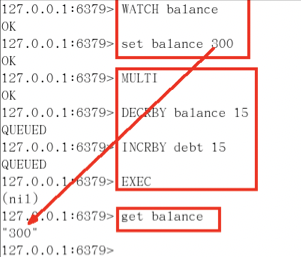 127.0.0.1:6379> WATCH balance
OK
127.0.0.1:6379> set balance 300
OK
127.0.0.1:6379> MULTI
OK
127.0.0.1:6379> DECRBY balance 15
QUEUED
127.0.0.1:6379> INCRBY debt 15
QUEUED
127.0.0.1:6379> EXEC
(nil)
127.0.0.1:6379> get balance
"300"
127.0.0.1:6379>